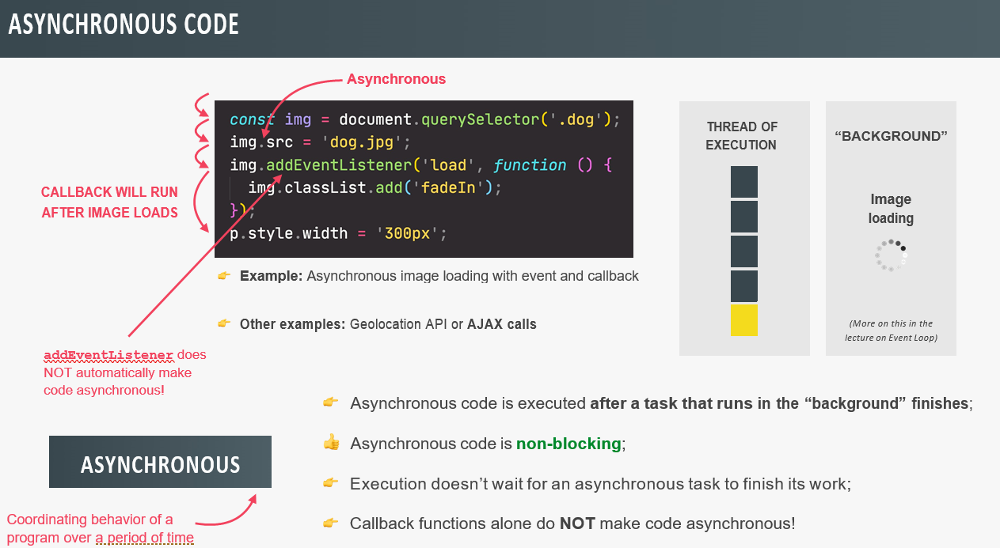 ASYNCHRONOUS CODE
Asynchronous
const img = document.querySelector('.dog');
img.src = 'dog.jpg';
img.addEventListener('load', function () {
  img.classList.add('fadeIn');
});
p.style.width = '300px';
CALLBACK WILL RUN
AFTER IMAGE LOADS
👉 Example: Asynchronous image loading with event and callback
👉 Other examples: Geolocation API or AJAX calls
addEventListener does
NOT automatically make
code asynchronous!
THREAD OF
EXECUTION
“BACKGROUND”
Image
loading
(More on this in the
lecture on Event Loop)
👉 Asynchronous code is executed after a task that runs in the “background” finishes;
👍 Asynchronous code is non-blocking;
👉 Execution doesn’t wait for an asynchronous task to finish its work;
👉 Callback functions alone do NOT make code asynchronous!
ASYNCHRONOUS
Coordinating behavior of a
program over a period of time